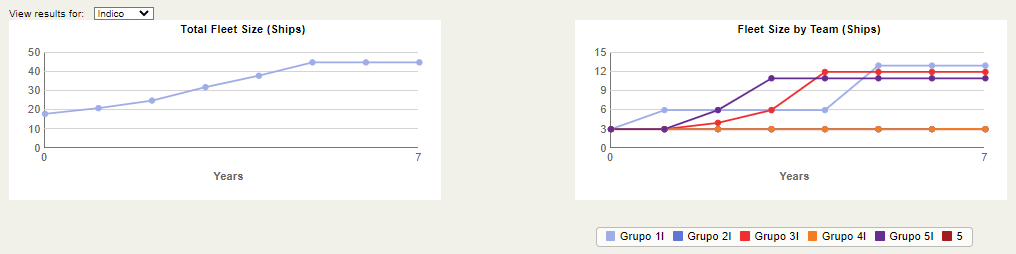 View results for: Indico
Total Fleet Size (Ships)
50
40
30
20
10
0
0 7
Years
Fleet Size by Team (Ships)
15
12
9
6
3
0
0 7
Years
Grupo 1I Grupo 2I Grupo 3I Grupo 4I Grupo 5I 5